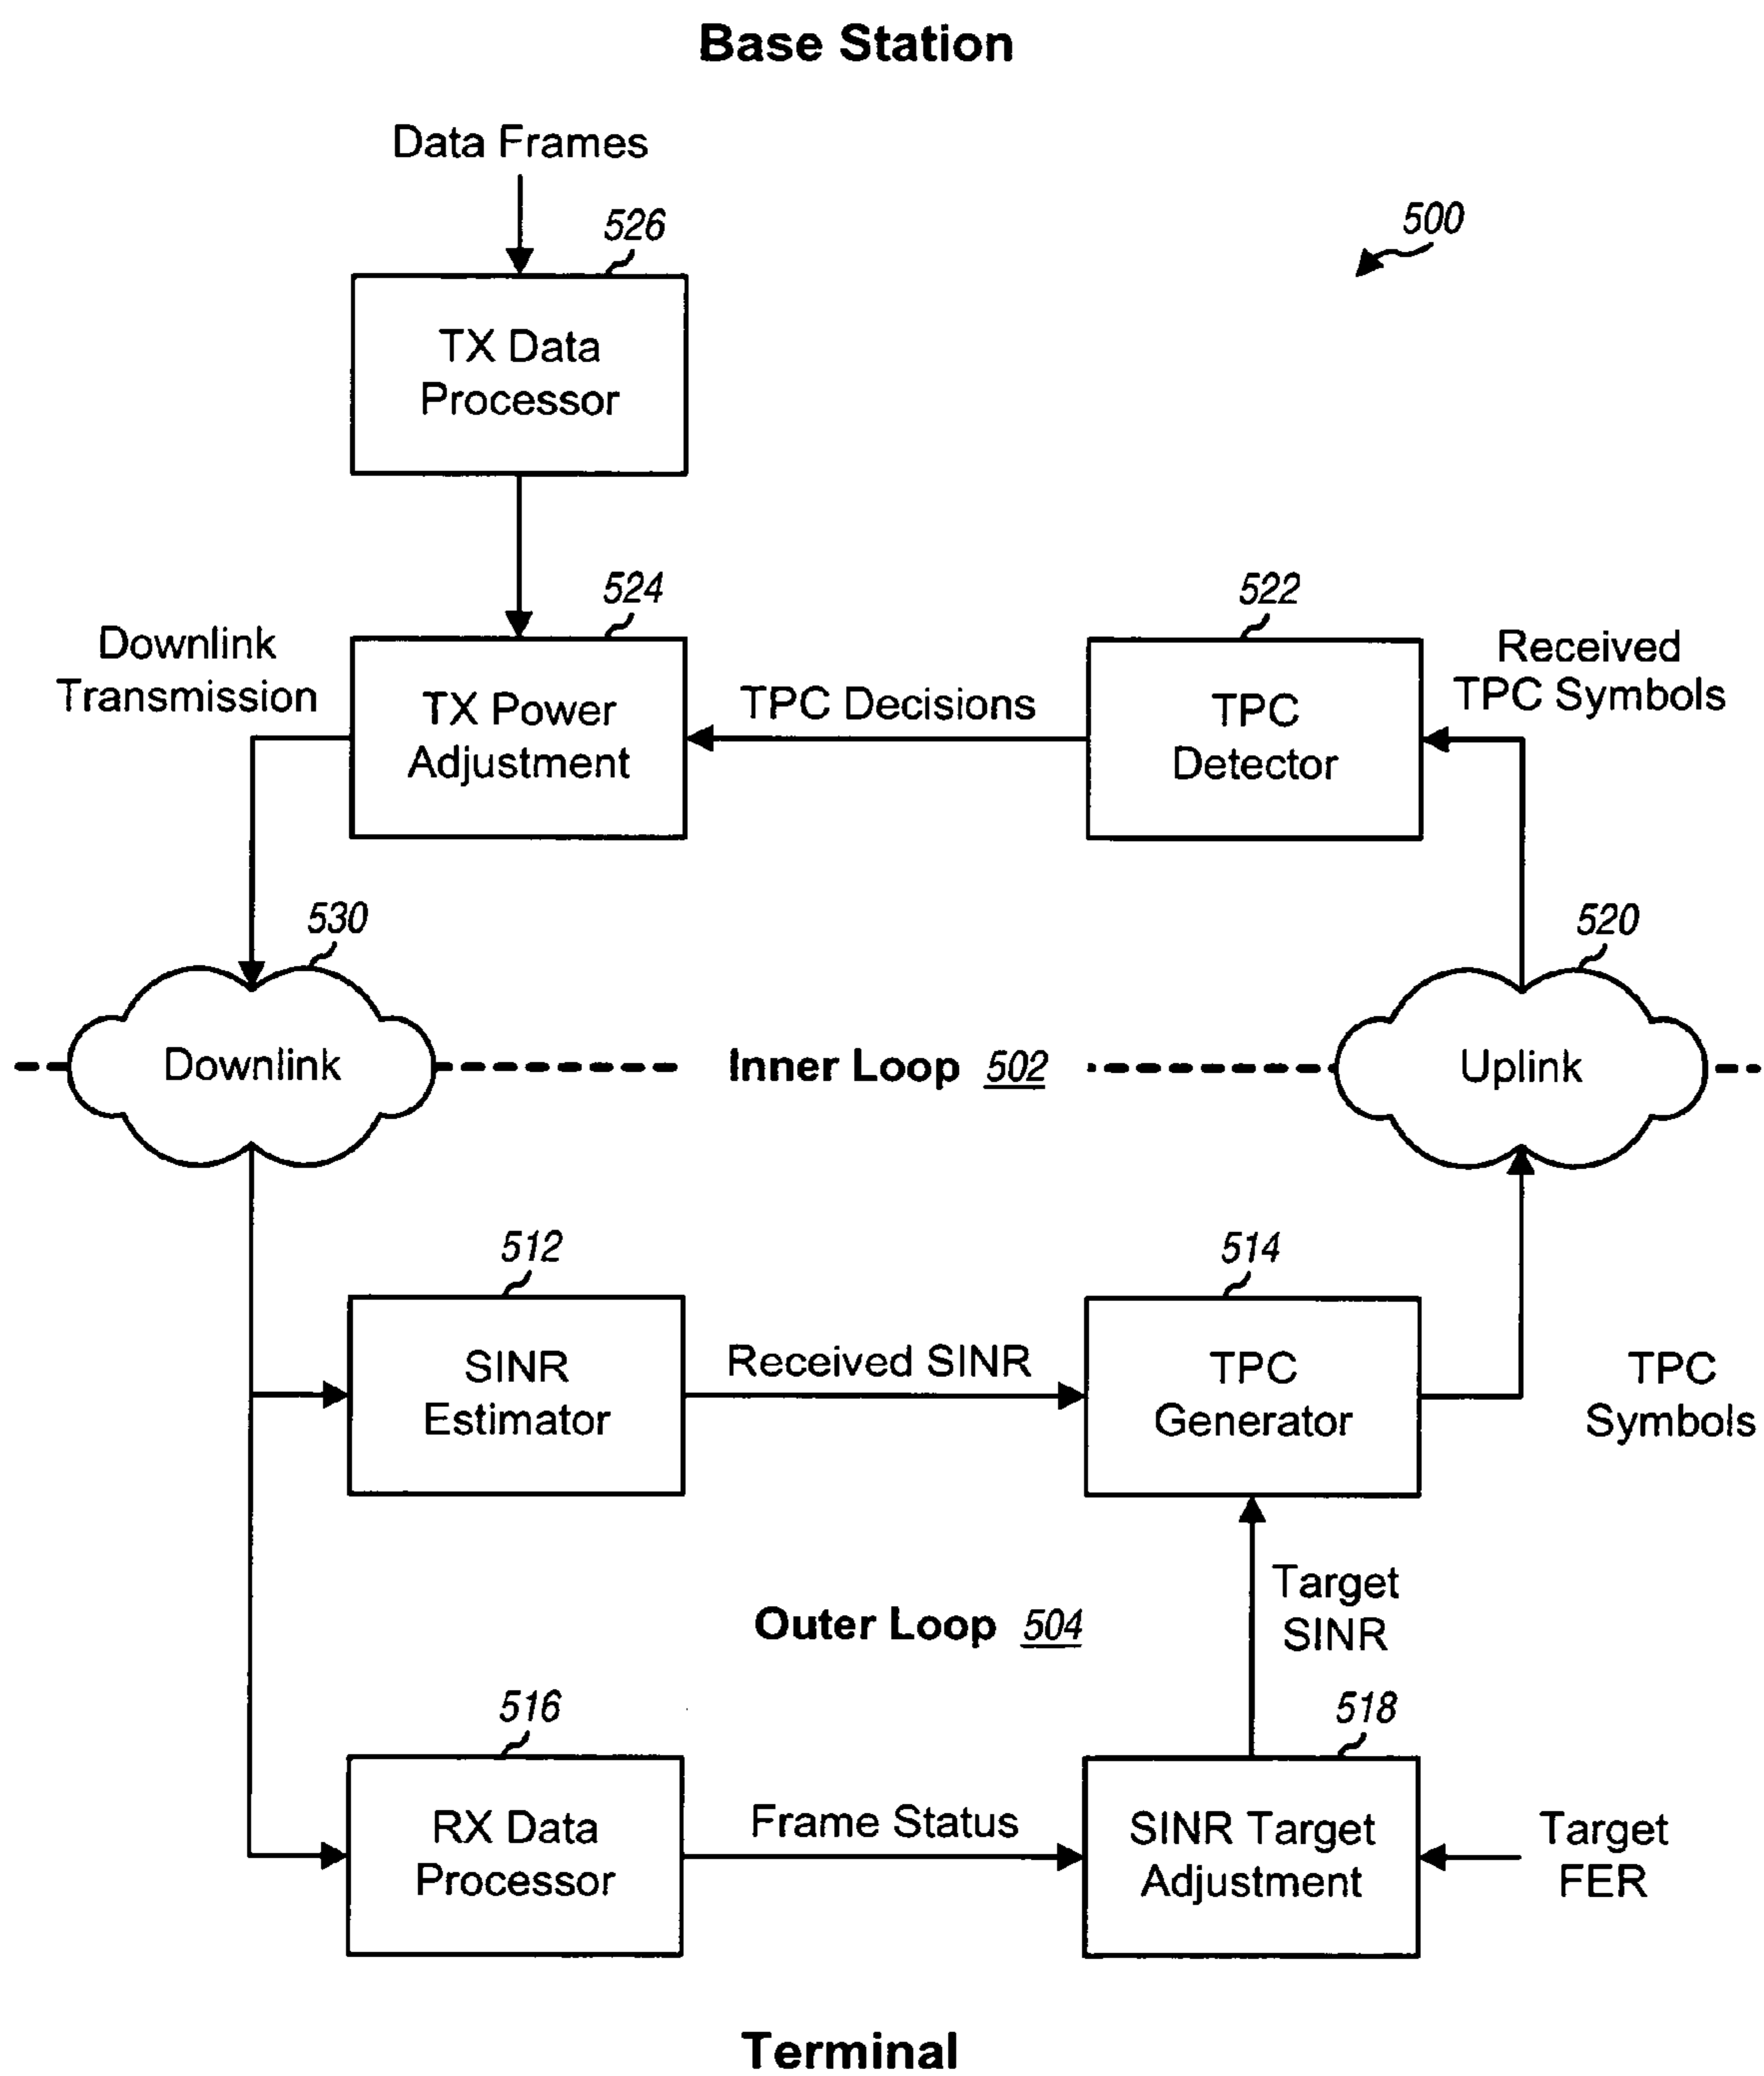 Base Station
Data Frames
526
500
TX Data
Processor
524
522
Downlink
Transmission
Received
TPC Symbols
TX Power
Adjustment
TPC Decisions
TPC
Detector
530
520
Downlink
Inner Loop 502
Uplink
512
514
SINR
Estimator
Received SINR
TPC
Generator
TPC
Symbols
Target
SINR
Outer Loop 504
516
518
RX Data
Processor
Frame Status
SINR Target
Adjustment
Target
FER
Terminal